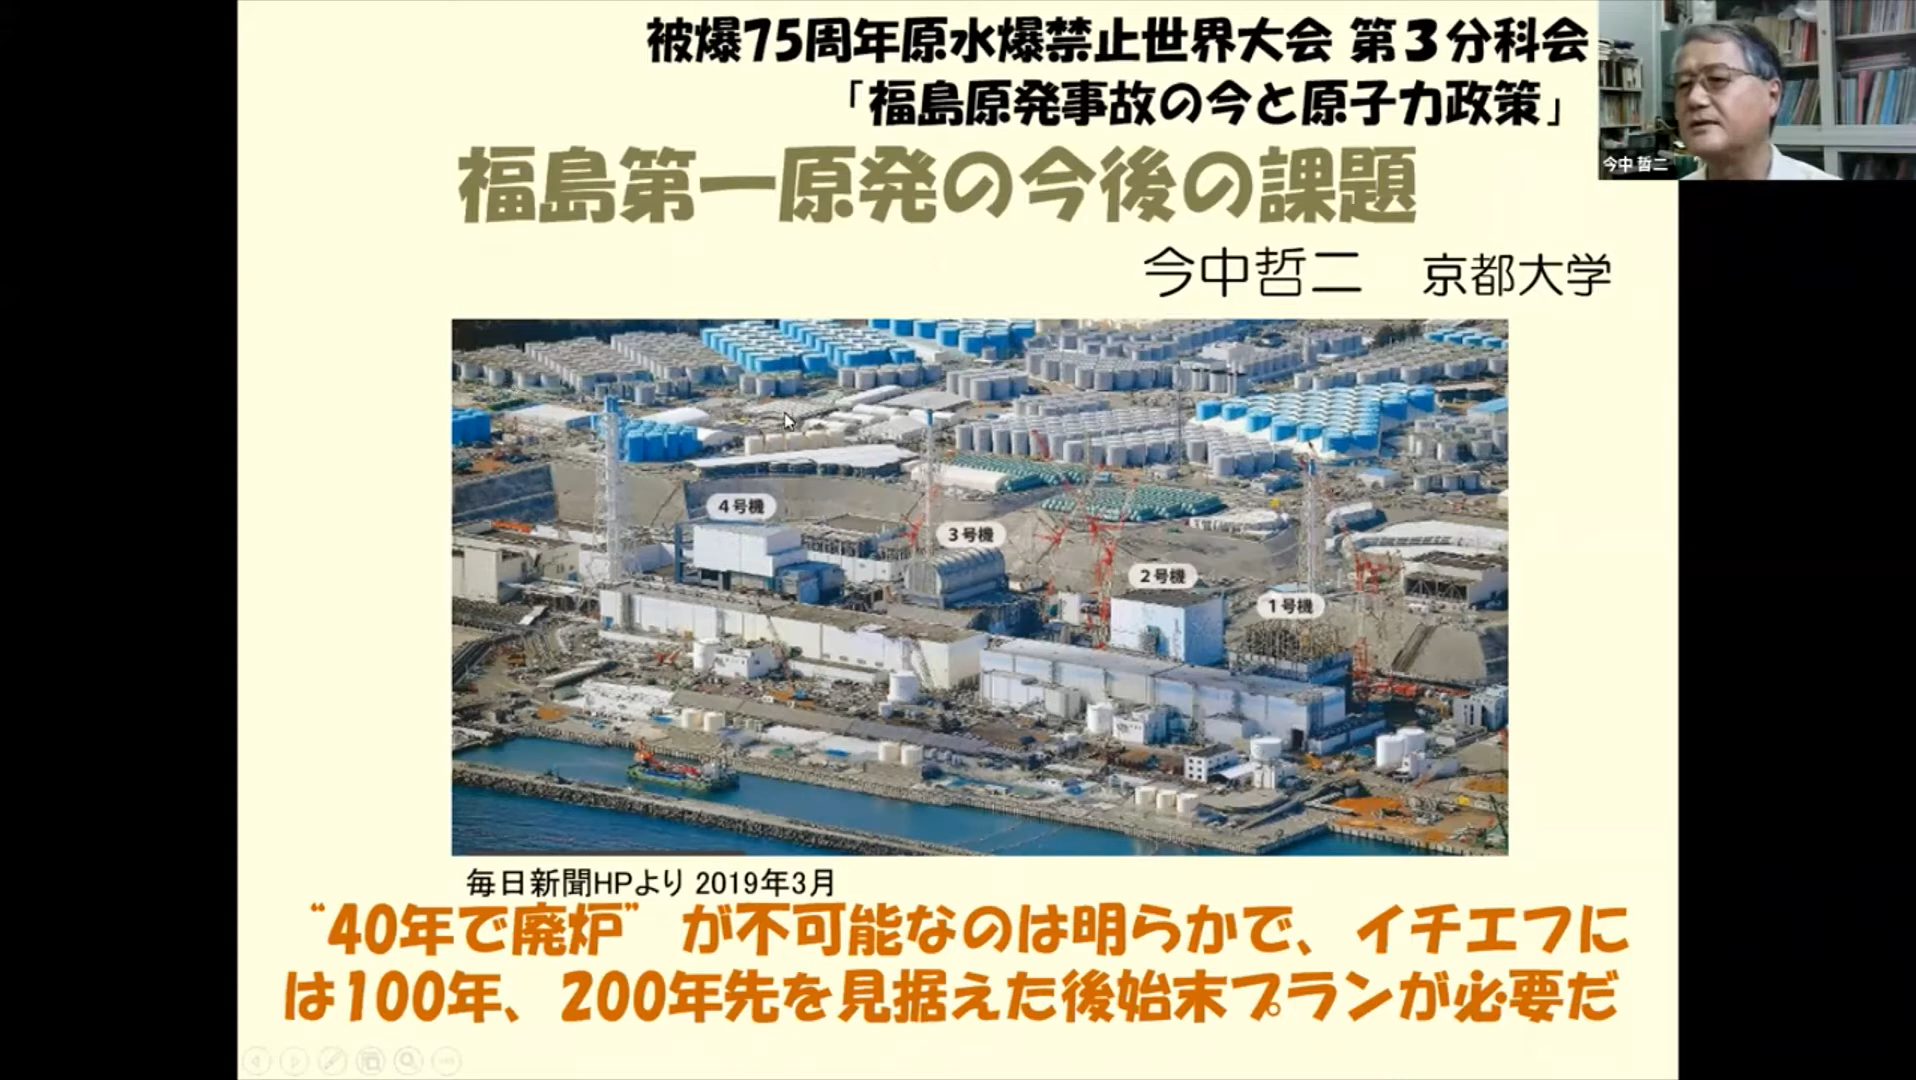 被爆75周年原水爆禁止世界大会 第3分科会
「福島原発事故の今と原子力政策」
今中 哲二
福島第一原発の今後の課題
今中哲二 京都大学
4号機
3号機
2号機
1号機
毎日新聞HPより 2019年3月
“40年で廃炉”が不可能なのは明らかで、イチエフに
は100年、200年先を見据えた後始末プランが必要だ